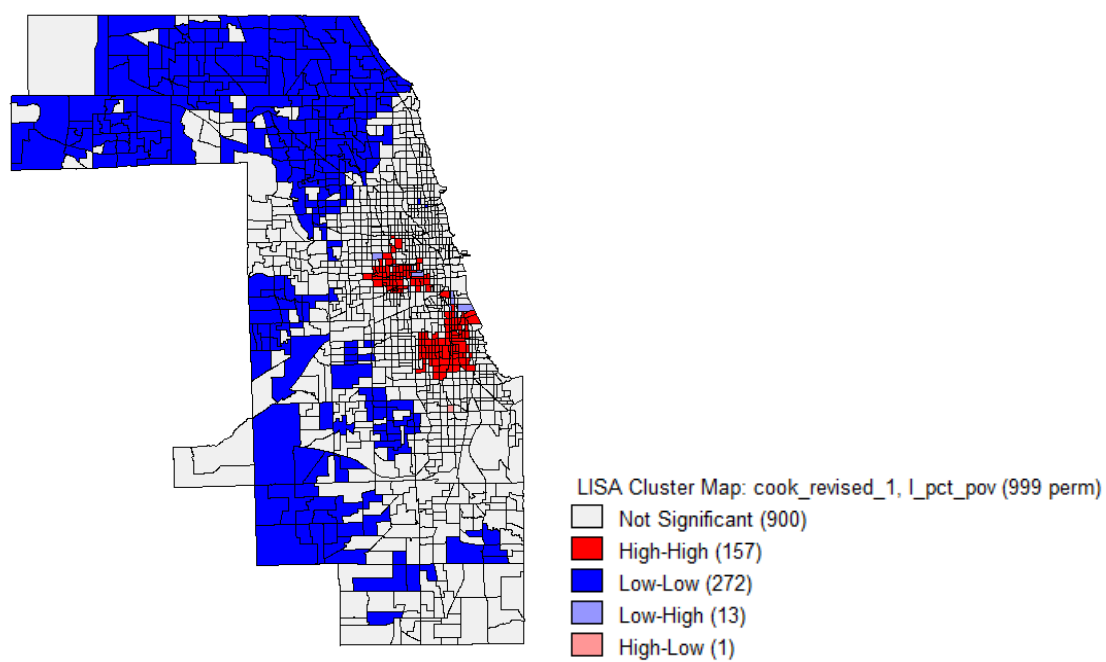 LISA Cluster Map: cook_revised_1, I_pct_pov (999 perm)
Not Significant (900)
High-High (157)
Low-Low (272)
Low-High (13)
High-Low (1)